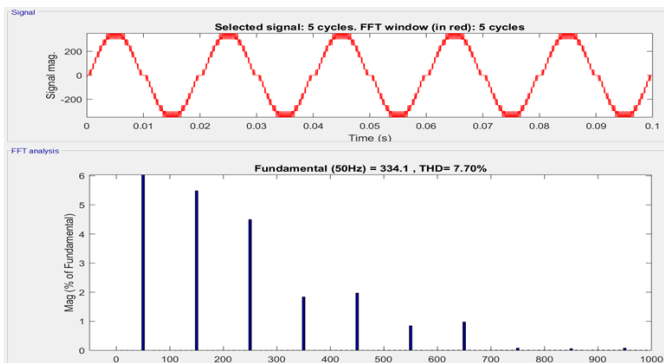 Signal
Selected signal: 5 cycles. FFT window (in red): 5 cycles
Signal mag.
200
0
-200
0 0.01 0.02 0.03 0.04 0.05 0.06 0.07 0.08 0.09 0.1
Time (s)
FFT analysis
Fundamental (50Hz) = 334.1 , THD= 7.70%
Mag (% of Fundamental)
6
5
4
3
2
1
0
0 100 200 300 400 500 600 700 800 900 1000